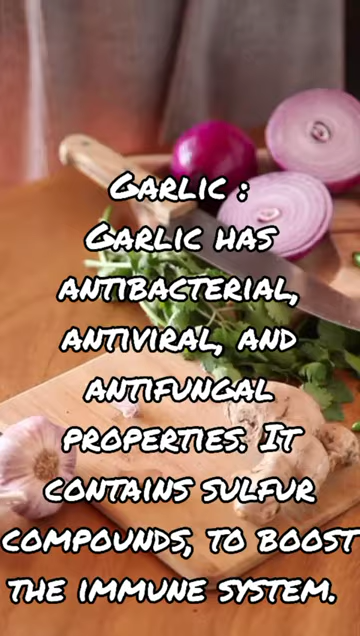 Garlic :
Garlic has
antibacterial,
antiviral, and
antifungal
properties. It
contains sulfur
compounds, to boost
the immune system.